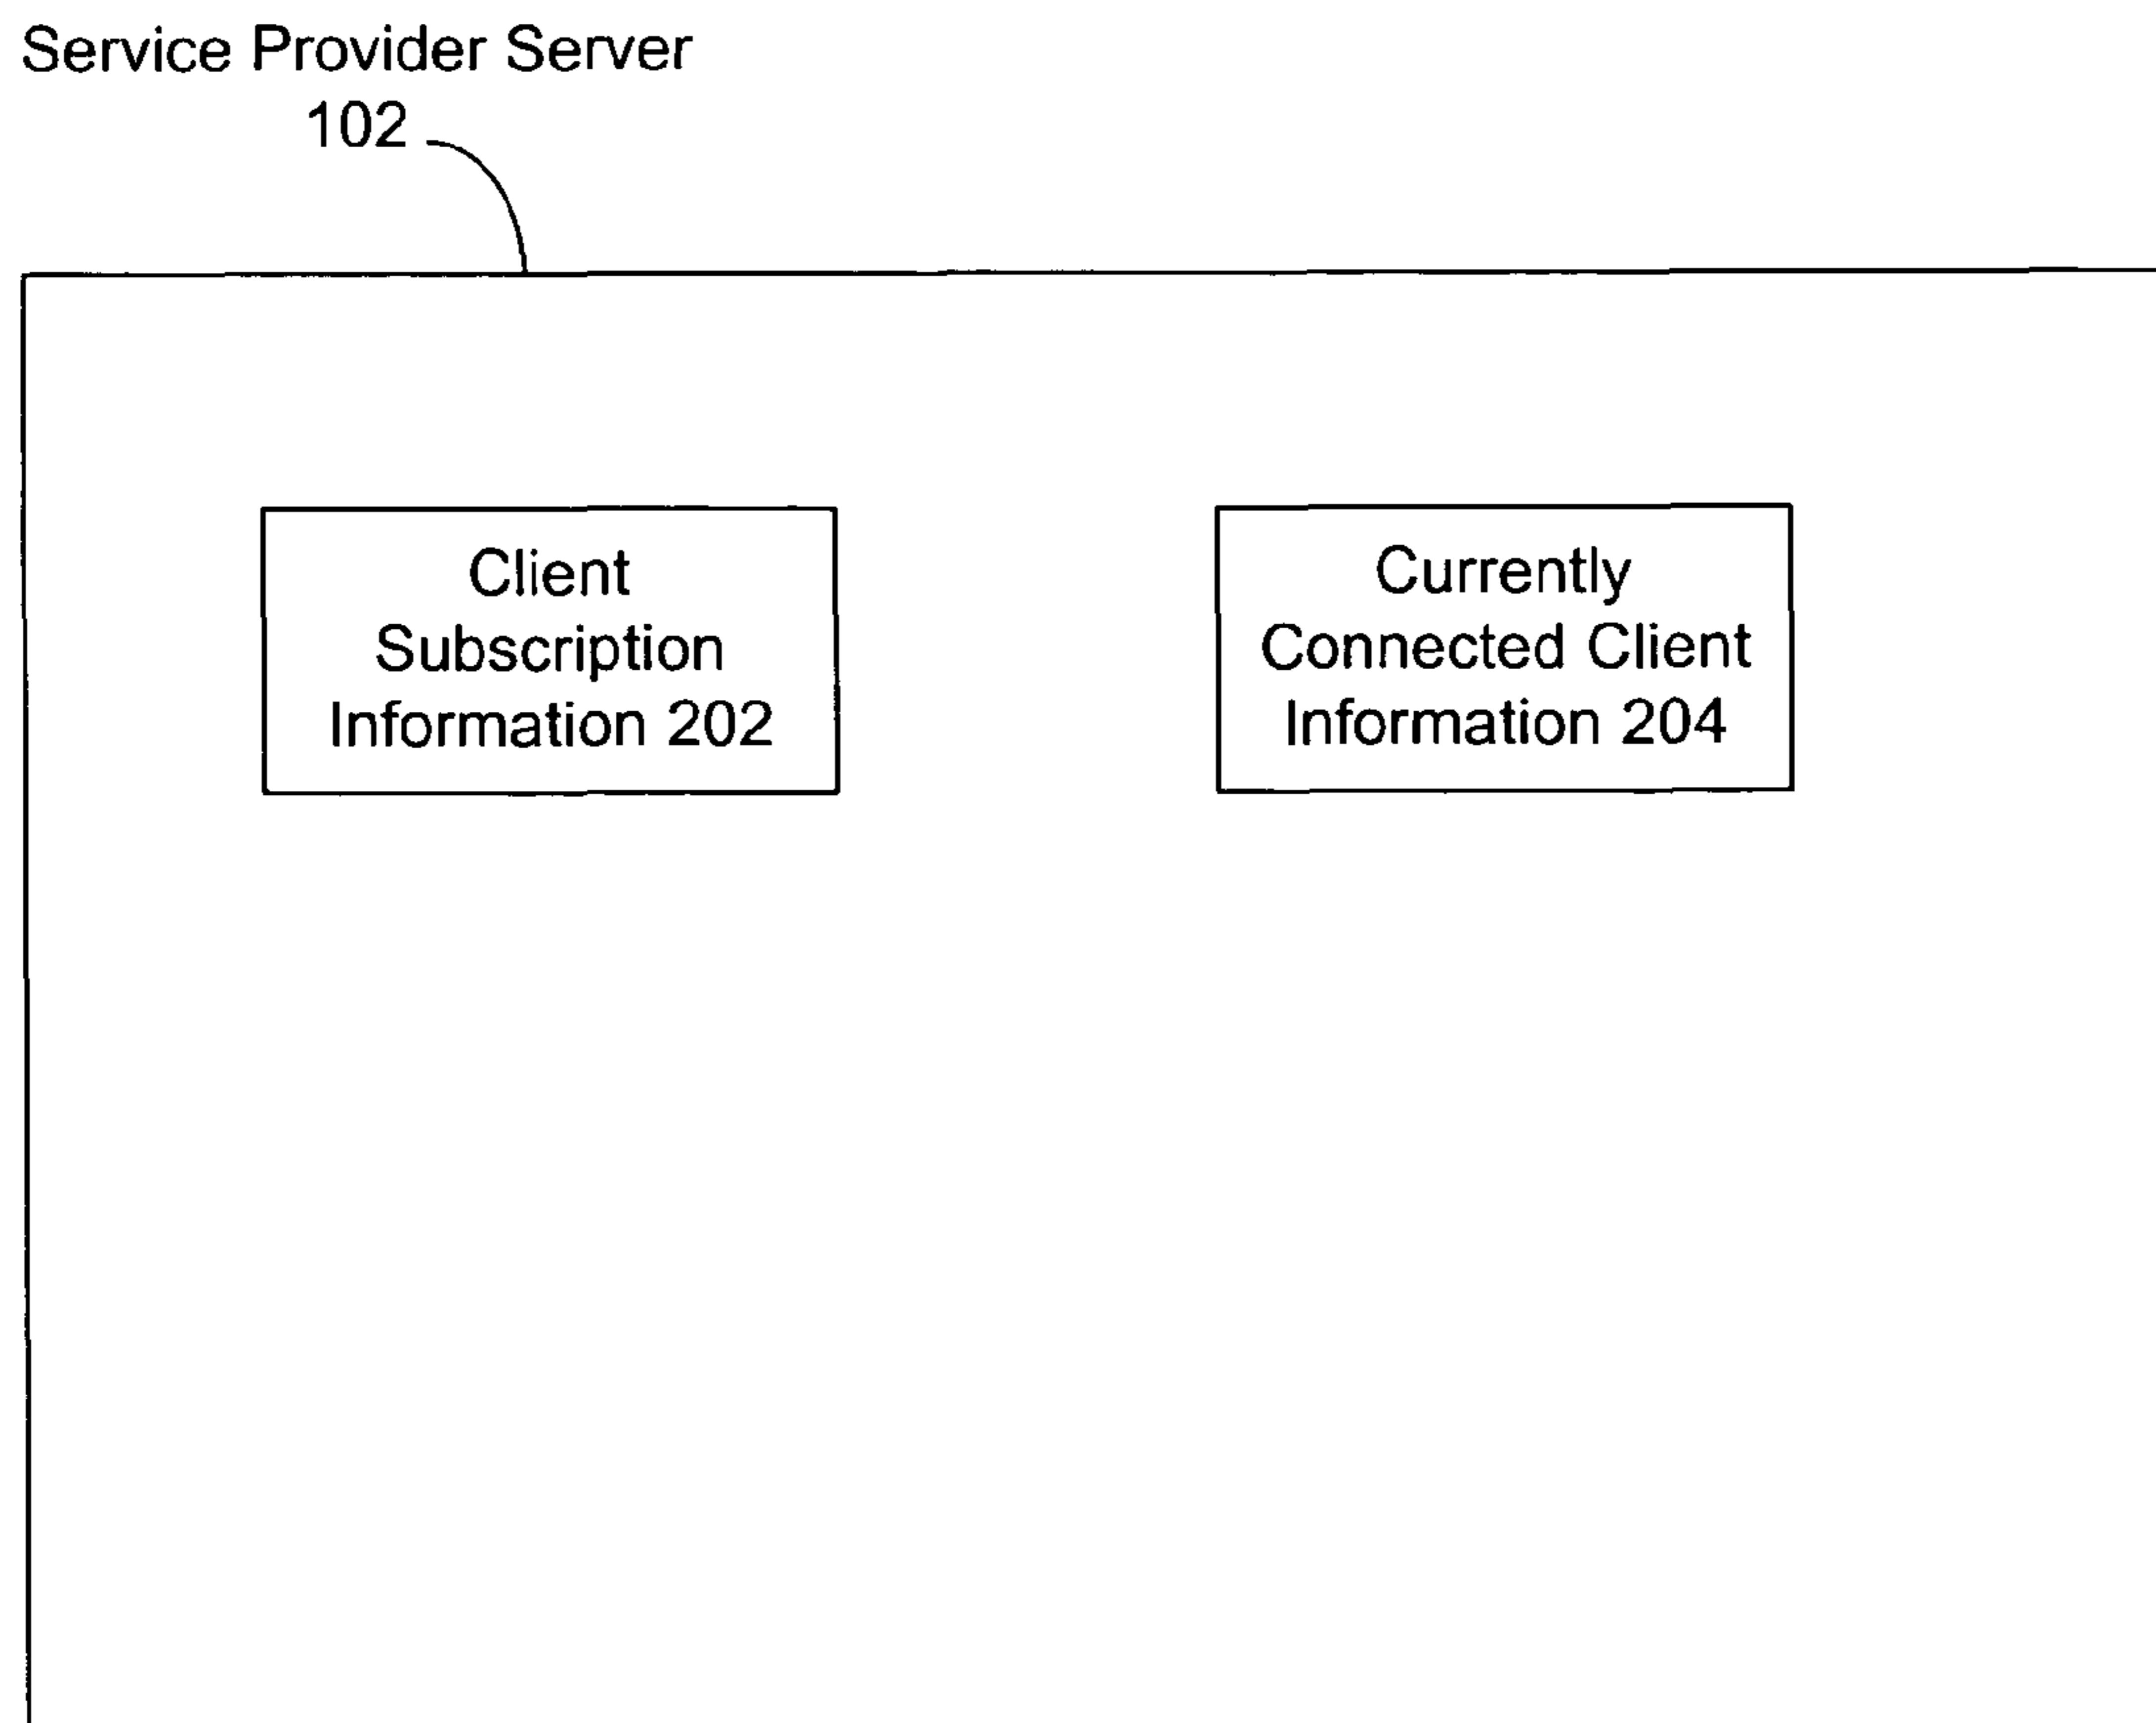 Service Provider Server
102
Client
Subscription
Information 202
Currently
Connected Client
Information 204